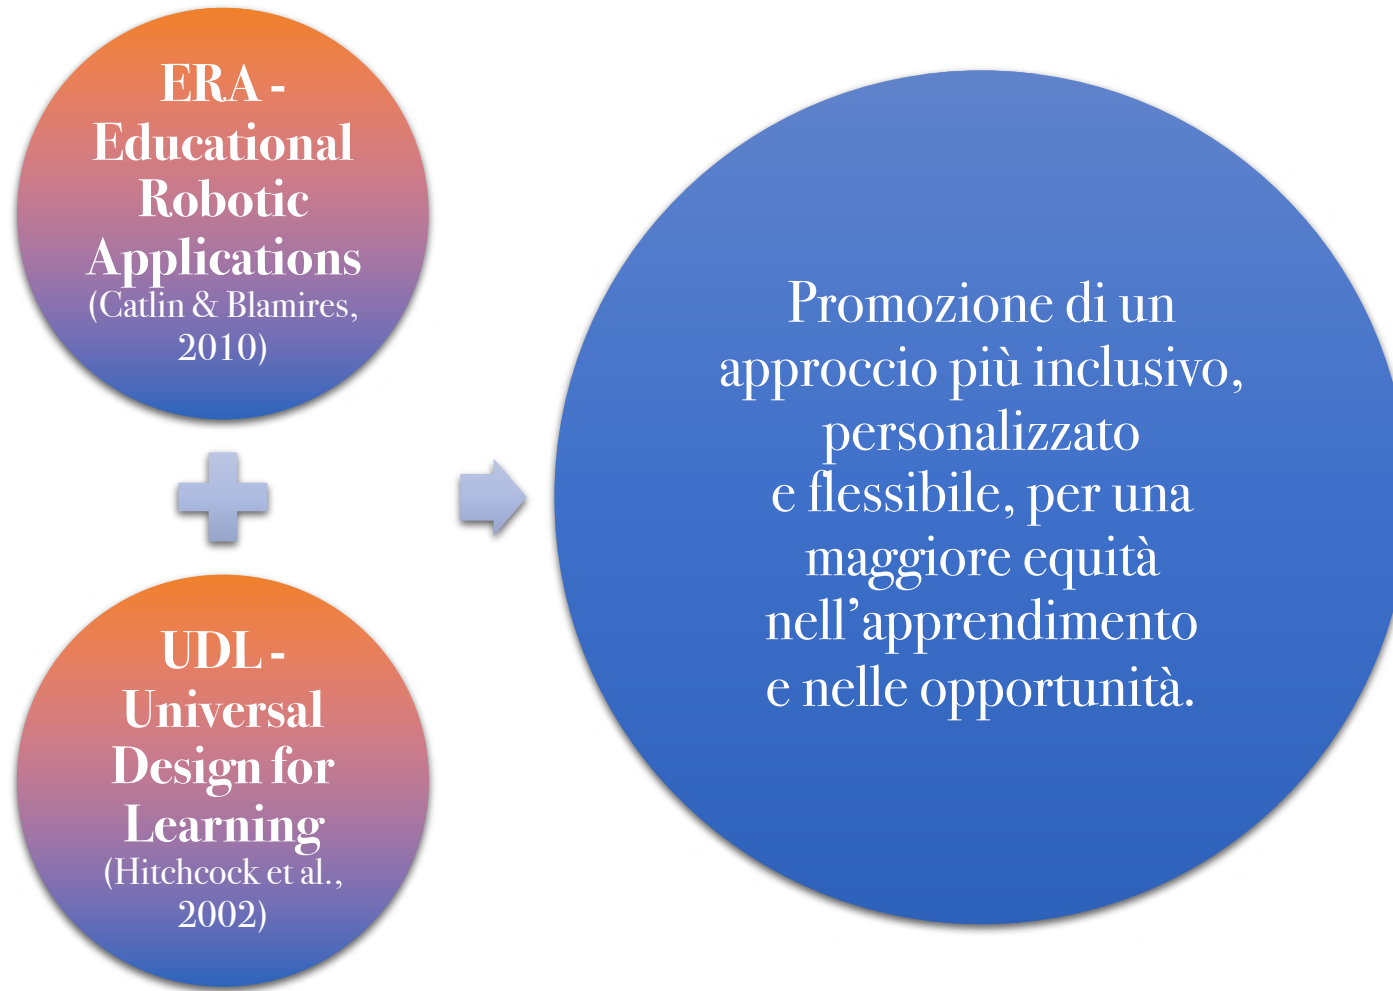 ERA -
Educational
Robotic
Applications
(Catlin & Blamires,
2010)
UDL -
Universal
Design for
Learning
(Hitchcock et al.,
2002)
Promozione di un
approccio più inclusivo,
personalizzato
e flessibile, per una
maggiore equità
nell’apprendimento
e nelle opportunità.